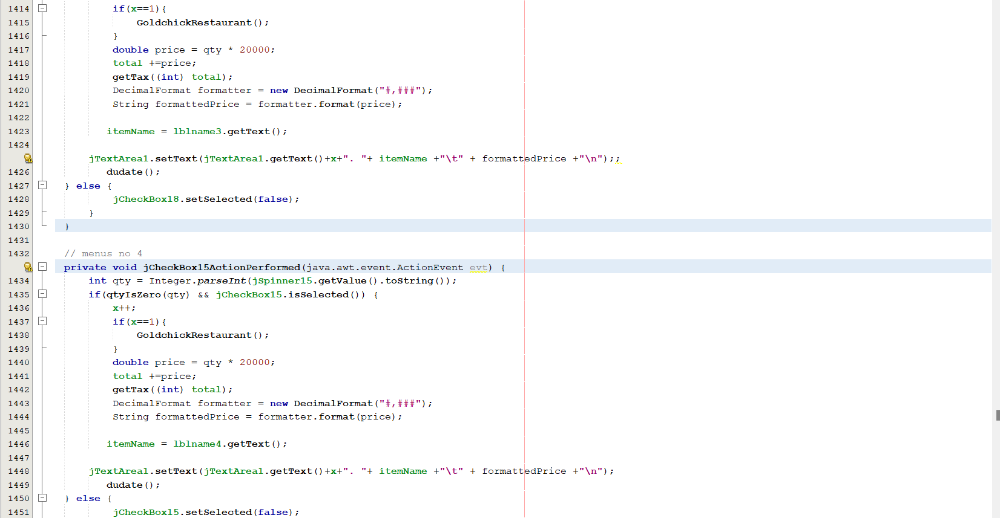 1414 if(x==1){
1415 GoldchickRestaurant();
1416 }
1417 double price = qty * 20000;
1418 total +=price;
1419 getTax((int) total);
1420 DecimalFormat formatter = new DecimalFormat("#,###");
1421 String formattedPrice = formatter.format(price);
1422
1423 itemName = lblname3.getText();
1424
jTextArea1.setText(jTextArea1.getText()+x+". "+ itemName +"\t" + formattedPrice +"\n");;
1426 dudate();
1427 } else {
1428 jCheckBox18.setSelected(false);
1429 }
1430 }
1431
1432 // menus no 4
private void jCheckBox15ActionPerformed(java.awt.event.ActionEvent evt) {
1434 int qty = Integer.parseInt(jSpinner15.getValue().toString());
1435 if(qtyIsZero(qty) && jCheckBox15.isSelected()) {
1436 x++;
1437 if(x==1){
1438 GoldchickRestaurant();
1439 }
1440 double price = qty * 20000;
1441 total +=price;
1442 getTax((int) total);
1443 DecimalFormat formatter = new DecimalFormat("#,###");
1444 String formattedPrice = formatter.format(price);
1445
1446 itemName = lblname4.getText();
1447
1448 jTextArea1.setText(jTextArea1.getText()+x+". "+ itemName +"\t" + formattedPrice +"\n");
1449 dudate();
1450 } else {
1451 jCheckBox15.setSelected(false);